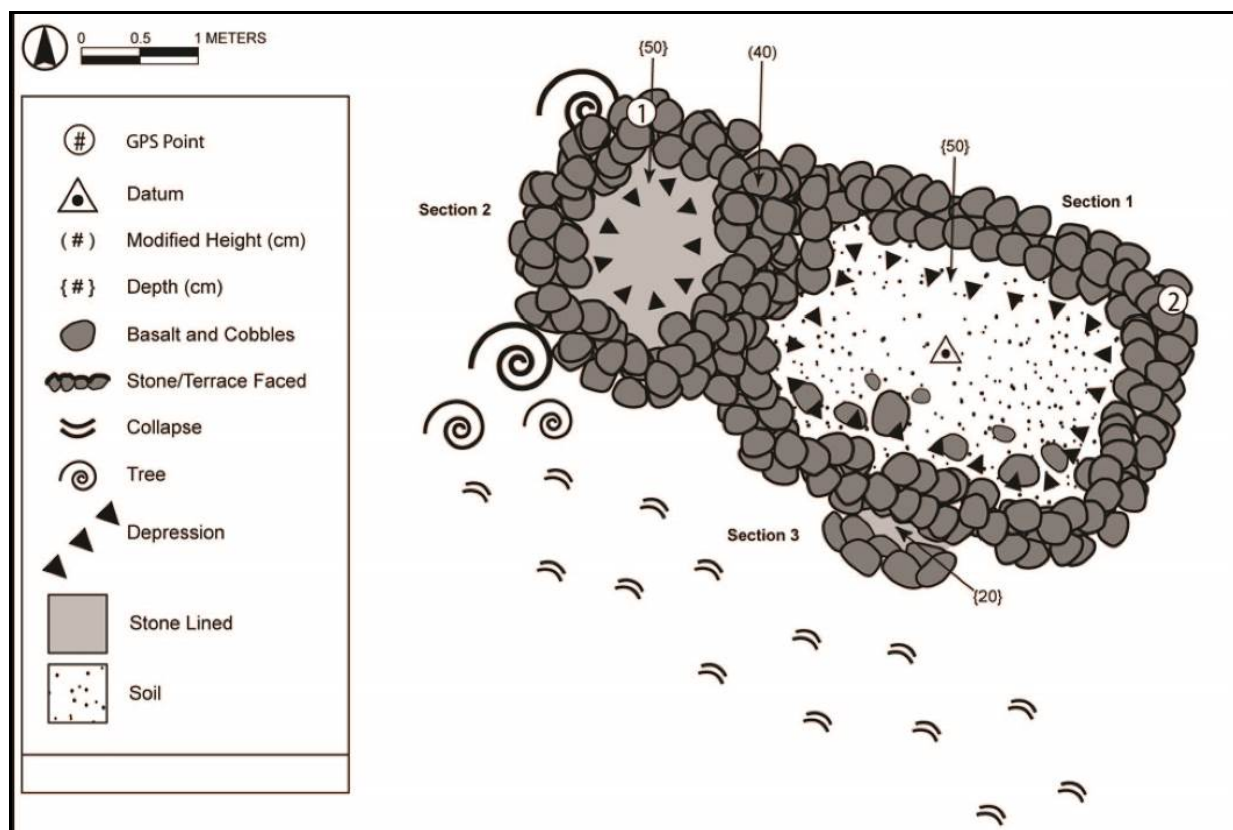 0 0.5 1 METERS
# GPS Point
Datum
(#) Modified Height (cm)
{#} Depth (cm)
Basalt and Cobbles
Stone/Terrace Faced
Collapse
Tree
Depression
Stone Lined
Soil
{50}
(40)
1
{50}
Section 1
Section 2
2
Section 3
{20}